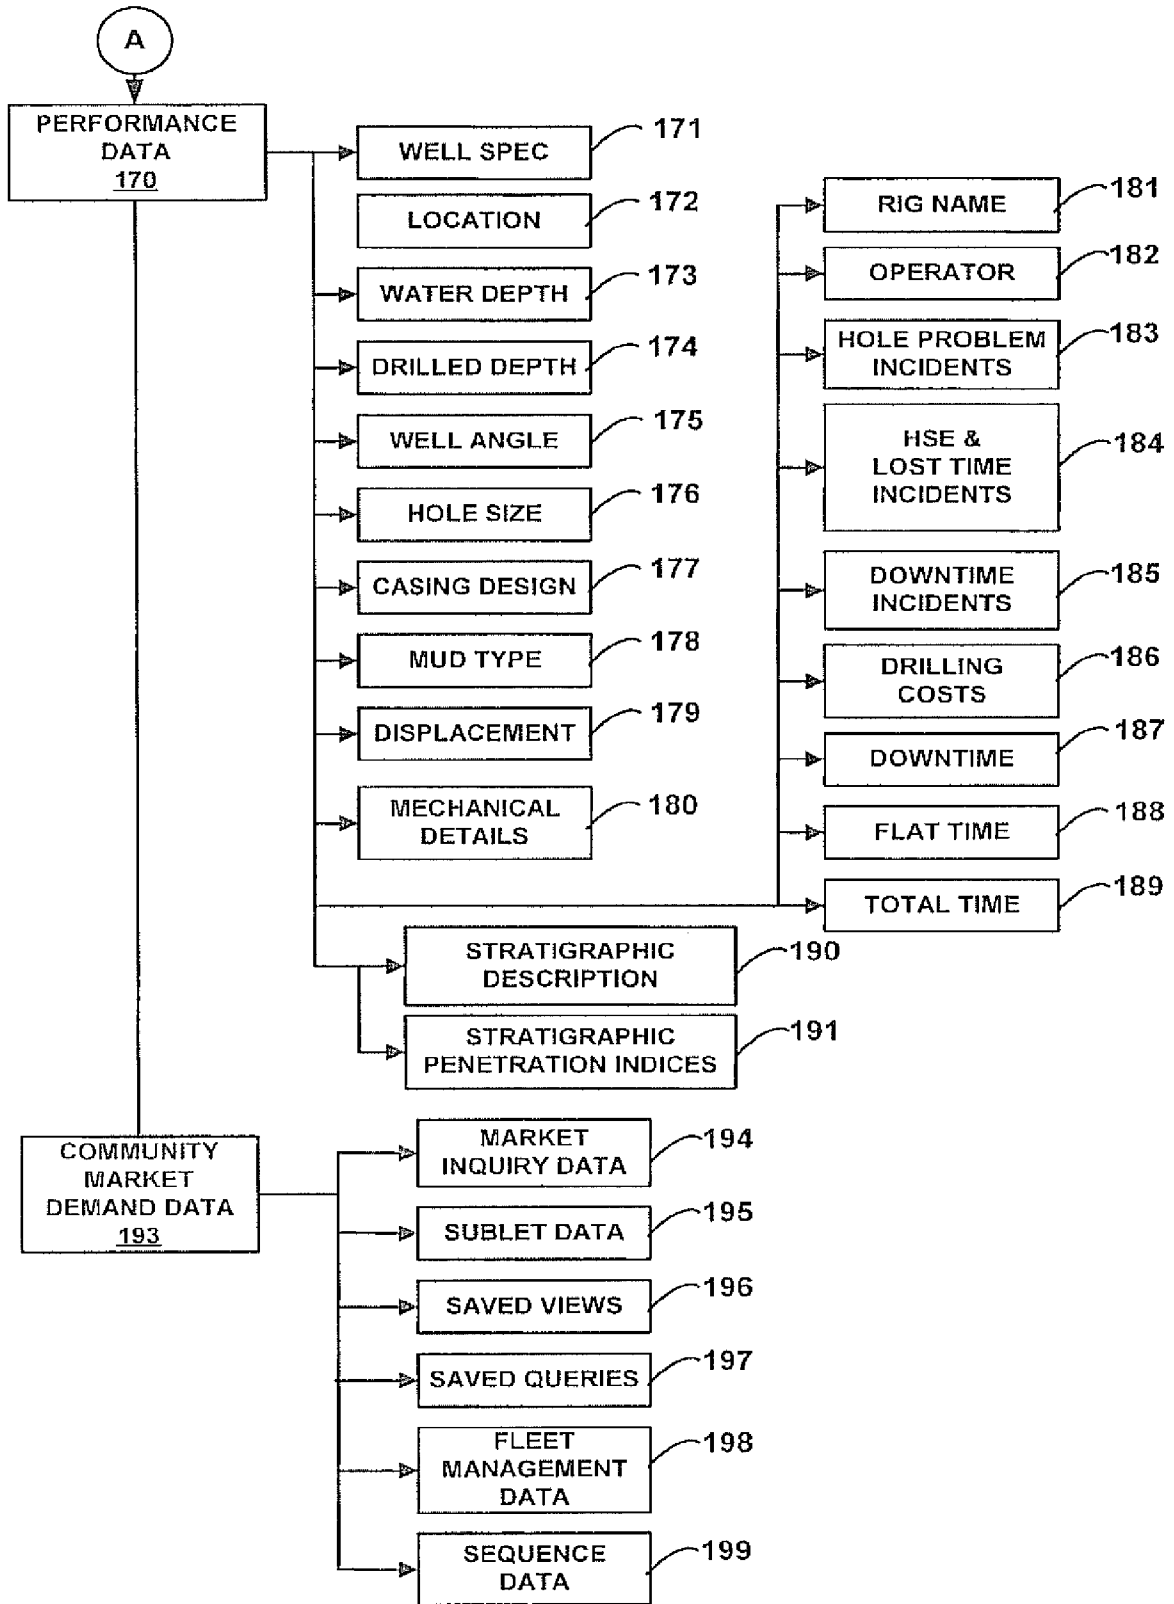 A
PERFORMANCE
DATA
170
WELL SPEC
171
LOCATION
172
WATER DEPTH
173
DRILLED DEPTH
174
WELL ANGLE
175
HOLE SIZE
176
CASING DESIGN
177
MUD TYPE
178
DISPLACEMENT
179
MECHANICAL
DETAILS
180
RIG NAME
181
OPERATOR
182
HOLE PROBLEM
INCIDENTS
183
HSE &
LOST TIME
INCIDENTS
184
DOWNTIME
INCIDENTS
185
DRILLING
COSTS
186
DOWNTIME
187
FLAT TIME
188
TOTAL TIME
189
STRATIGRAPHIC
DESCRIPTION
190
STRATIGRAPHIC
PENETRATION INDICES
191
COMMUNITY
MARKET
DEMAND DATA
193
MARKET
INQUIRY DATA
194
SUBLET DATA
195
SAVED VIEWS
196
SAVED QUERIES
197
FLEET
MANAGEMENT
DATA
198
SEQUENCE
DATA
199